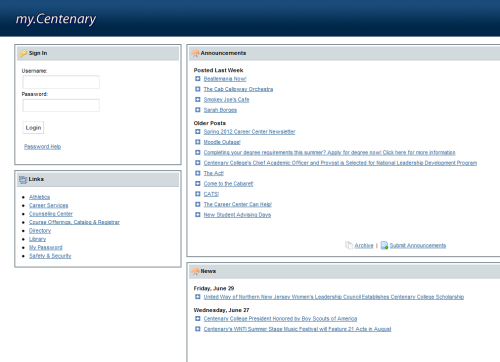 my.Centenary
Sign In
Username:
Password:
Login
Password Help
Links
Athletics
Career Services
Counseling Center
Course Offerings, Catalog & Registrar
Directory
Library
My Password
Safety & Security
Announcements
Posted Last Week
Beatlemania Now!
The Cab Calloway Orchestra
Smokey Joe's Cafe
Sarah Borges
Older Posts
Spring 2012 Career Center Newsletter
Moodle Outage!
Completing your degree requirements this summer? Apply for degree now! Click here for more information
Centenary College's Chief Academic Officer and Provost is Selected for National Leadership Development Program
The Act!
Come to the Cabaret!
CATS!
The Career Center Can Help!
New Student Advising Days
Archive | Submit Announcements
News
Friday, June 29
United Way of Northern New Jersey Women's Leadership Council Establishes Centenary College Scholarship
Wednesday, June 27
Centenary College President Honored by Boy Scouts of America
Centenary's WNTI Summer Stage Music Festival will Feature 21 Acts in August